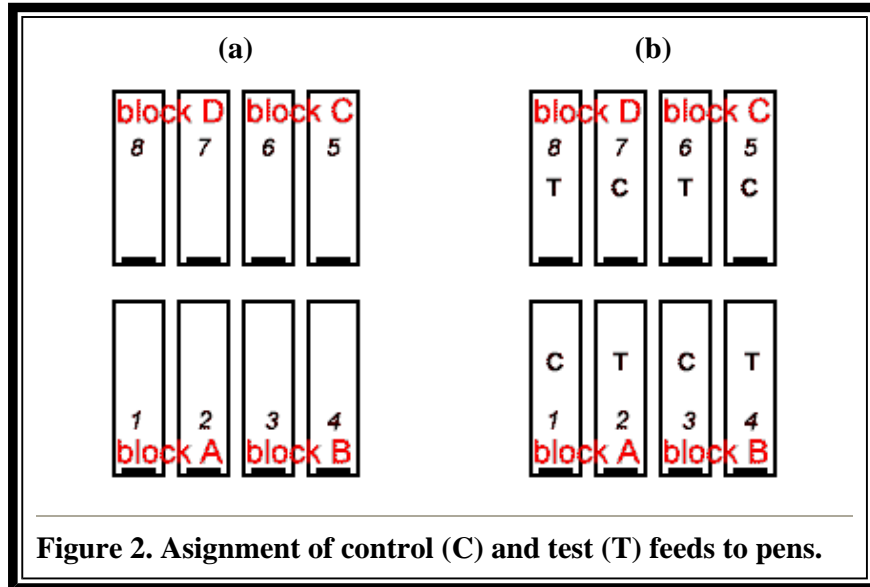 (a) (b)
block D block C block D block C
8 7 6 5 8 7 6 5
T C T C
C T C T
1 2 3 4 1 2 3 4
block A block B block A block B
Figure 2. Asignment of control (C) and test (T) feeds to pens.